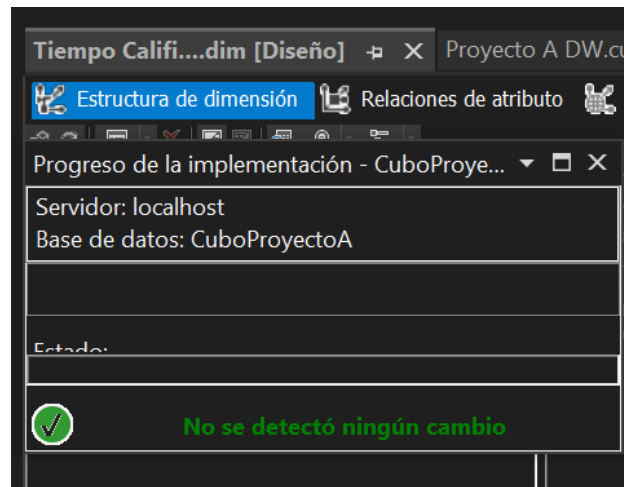 Tiempo Califi....dim [Diseño]
Proyecto A DW.cu
Estructura de dimensión
Relaciones de atributo
Progreso de la implementación - CuboProye...
Servidor: localhost
Base de datos: CuboProyectoA
Estado:
No se detectó ningún cambio